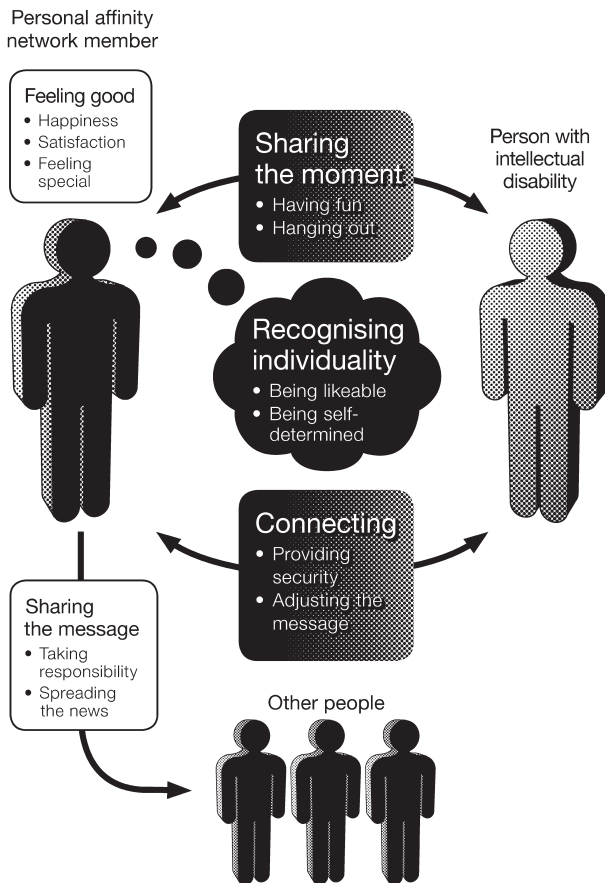 Personal affinity
network member
Feeling good
• Happiness
• Satisfaction
• Feeling
special
Sharing
the moment
• Having fun
• Hanging out
Person with
intellectual
disability
Recognising
individuality
• Being likeable
• Being self-
determined
Connecting
• Providing
security
• Adjusting the
message
Sharing
the message
• Taking
responsibility
• Spreading
the news
Other people